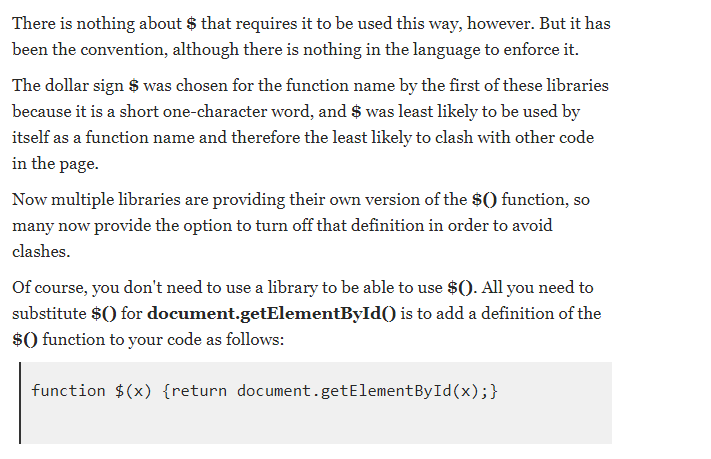 There is nothing about $ that requires it to be used this way, however. But it has
been the convention, although there is nothing in the language to enforce it.
The dollar sign $ was chosen for the function name by the first of these libraries
because it is a short one-character word, and $ was least likely to be used by
itself as a function name and therefore the least likely to clash with other code
in the page.
Now multiple libraries are providing their own version of the $() function, so
many now provide the option to turn off that definition in order to avoid
clashes.
Of course, you don't need to use a library to be able to use $(). All you need to
substitute $() for document.getElementById() is to add a definition of the
$() function to your code as follows:
function $(x) {return document.getElementById(x);}